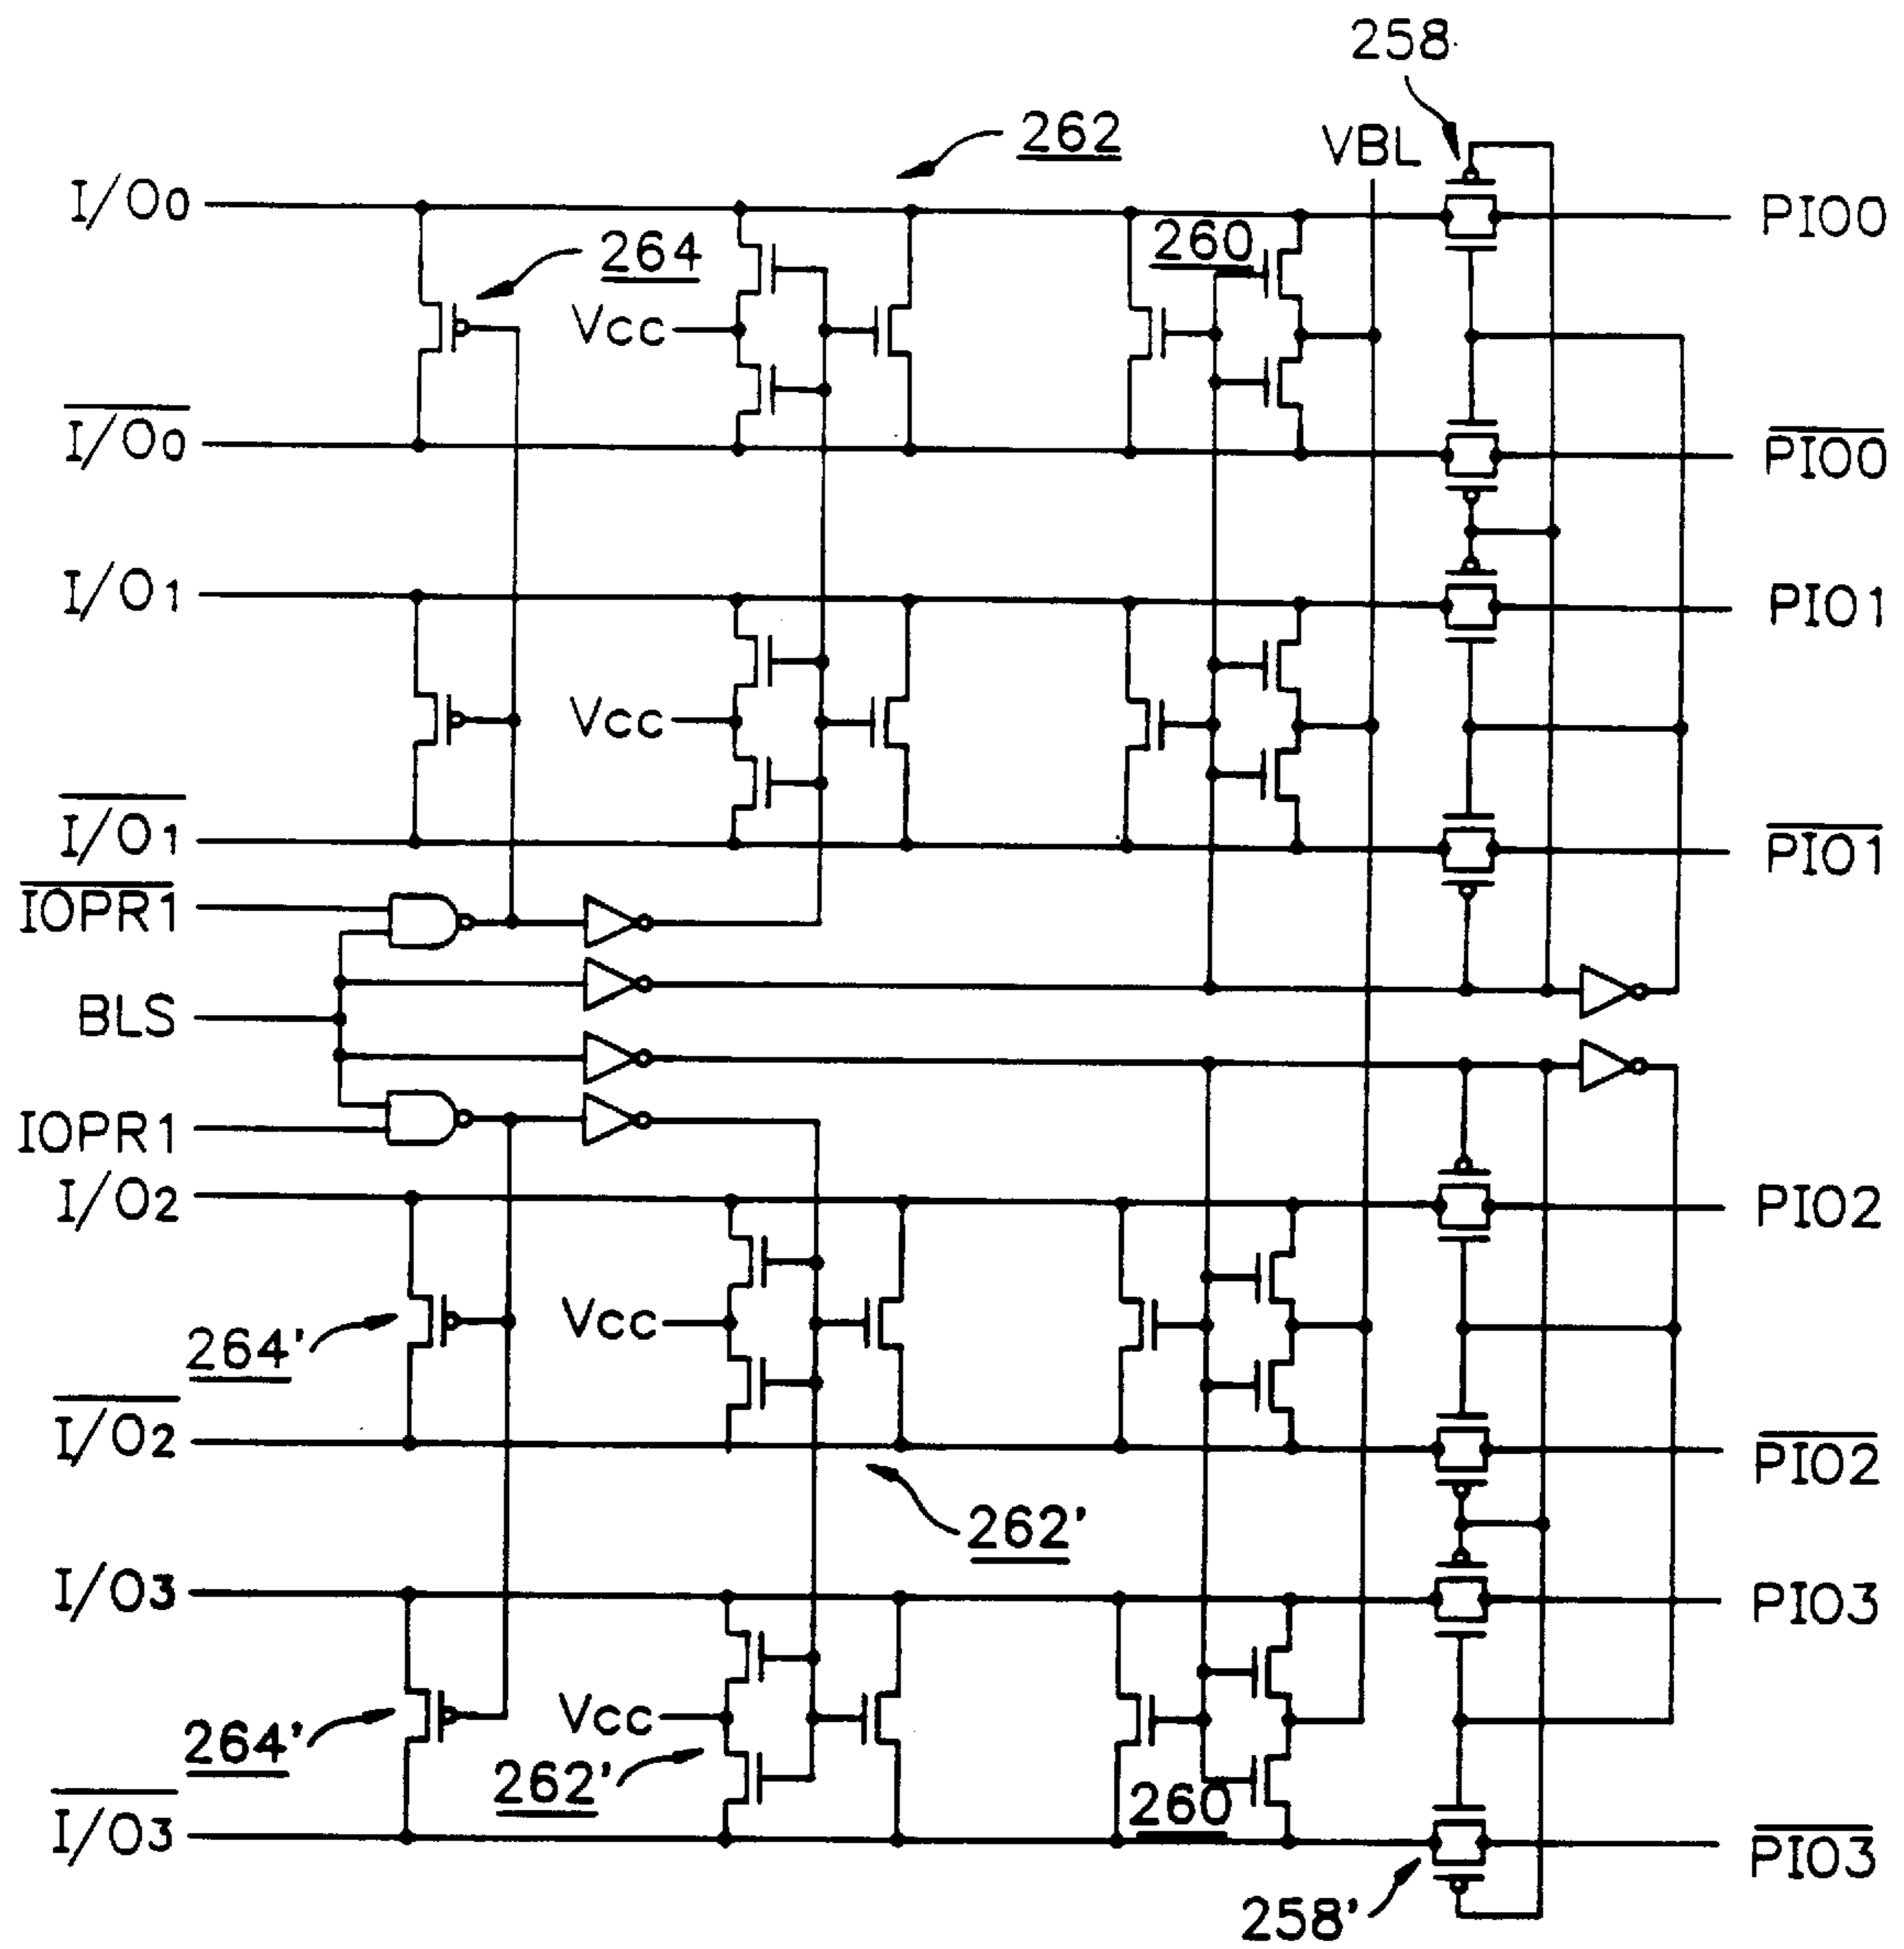 258
262
VBL
I/O0 PIO0
264 260
Vcc
I/O0 PIO0
I/O1 PIO1
Vcc
I/O1 PIO1
IOPR1
BLS
IOPR1
I/O2 PIO2
Vcc
264'
I/O2 PIO2
262'
I/O3 PIO3
Vcc
264'
262' 260
I/O3 PIO3
258'